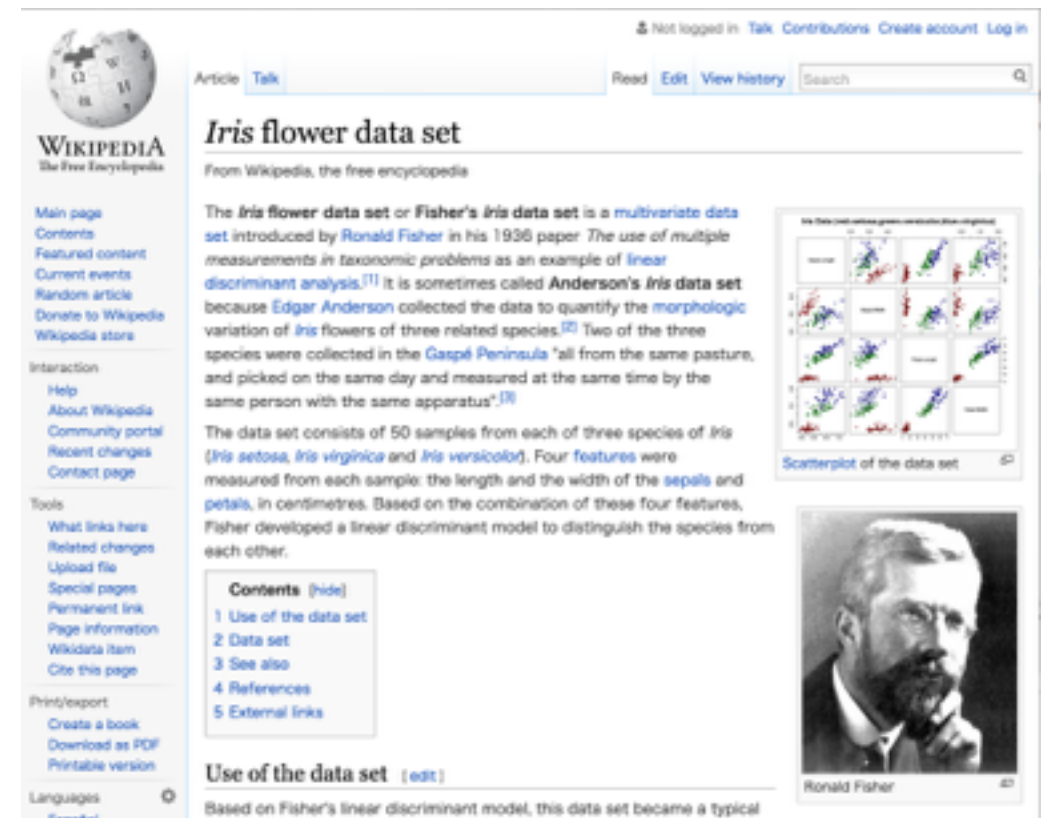 Not logged in Talk Contributions Create account Log in
Article Talk
Read Edit View history Search
WIKIPEDIA
The Free Encyclopedia
Main page
Contents
Featured content
Current events
Random article
Donate to Wikipedia
Wikipedia store
Interaction
Help
About Wikipedia
Community portal
Recent changes
Contact page
Tools
What links here
Related changes
Upload file
Special pages
Permanent link
Page information
Wikidata item
Cite this page
Print/export
Create a book
Download as PDF
Printable version
Languages
Español
Iris flower data set
From Wikipedia, the free encyclopedia
The Iris flower data set or Fisher's Iris data set is a multivariate data
set introduced by Ronald Fisher in his 1936 paper The use of multiple
measurements in taxonomic problems as an example of linear
discriminant analysis.[1] It is sometimes called Anderson's Iris data set
because Edgar Anderson collected the data to quantify the morphologic
variation of Iris flowers of three related species.[2] Two of the three
species were collected in the Gaspé Peninsula "all from the same pasture,
and picked on the same day and measured at the same time by the
same person with the same apparatus".[3]
The data set consists of 50 samples from each of three species of Iris
(Iris setosa, Iris virginica and Iris versicolor). Four features were
measured from each sample: the length and the width of the sepals and
petals, in centimetres. Based on the combination of these four features,
Fisher developed a linear discriminant model to distinguish the species from
each other.
Contents [hide]
1 Use of the data set
2 Data set
3 See also
4 References
5 External links
Use of the data set [edit]
Based on Fisher's linear discriminant model, this data set became a typical
Iris Data (red=setosa,green=versicolor,blue=virginica)
Scatterplot of the data set
Ronald Fisher